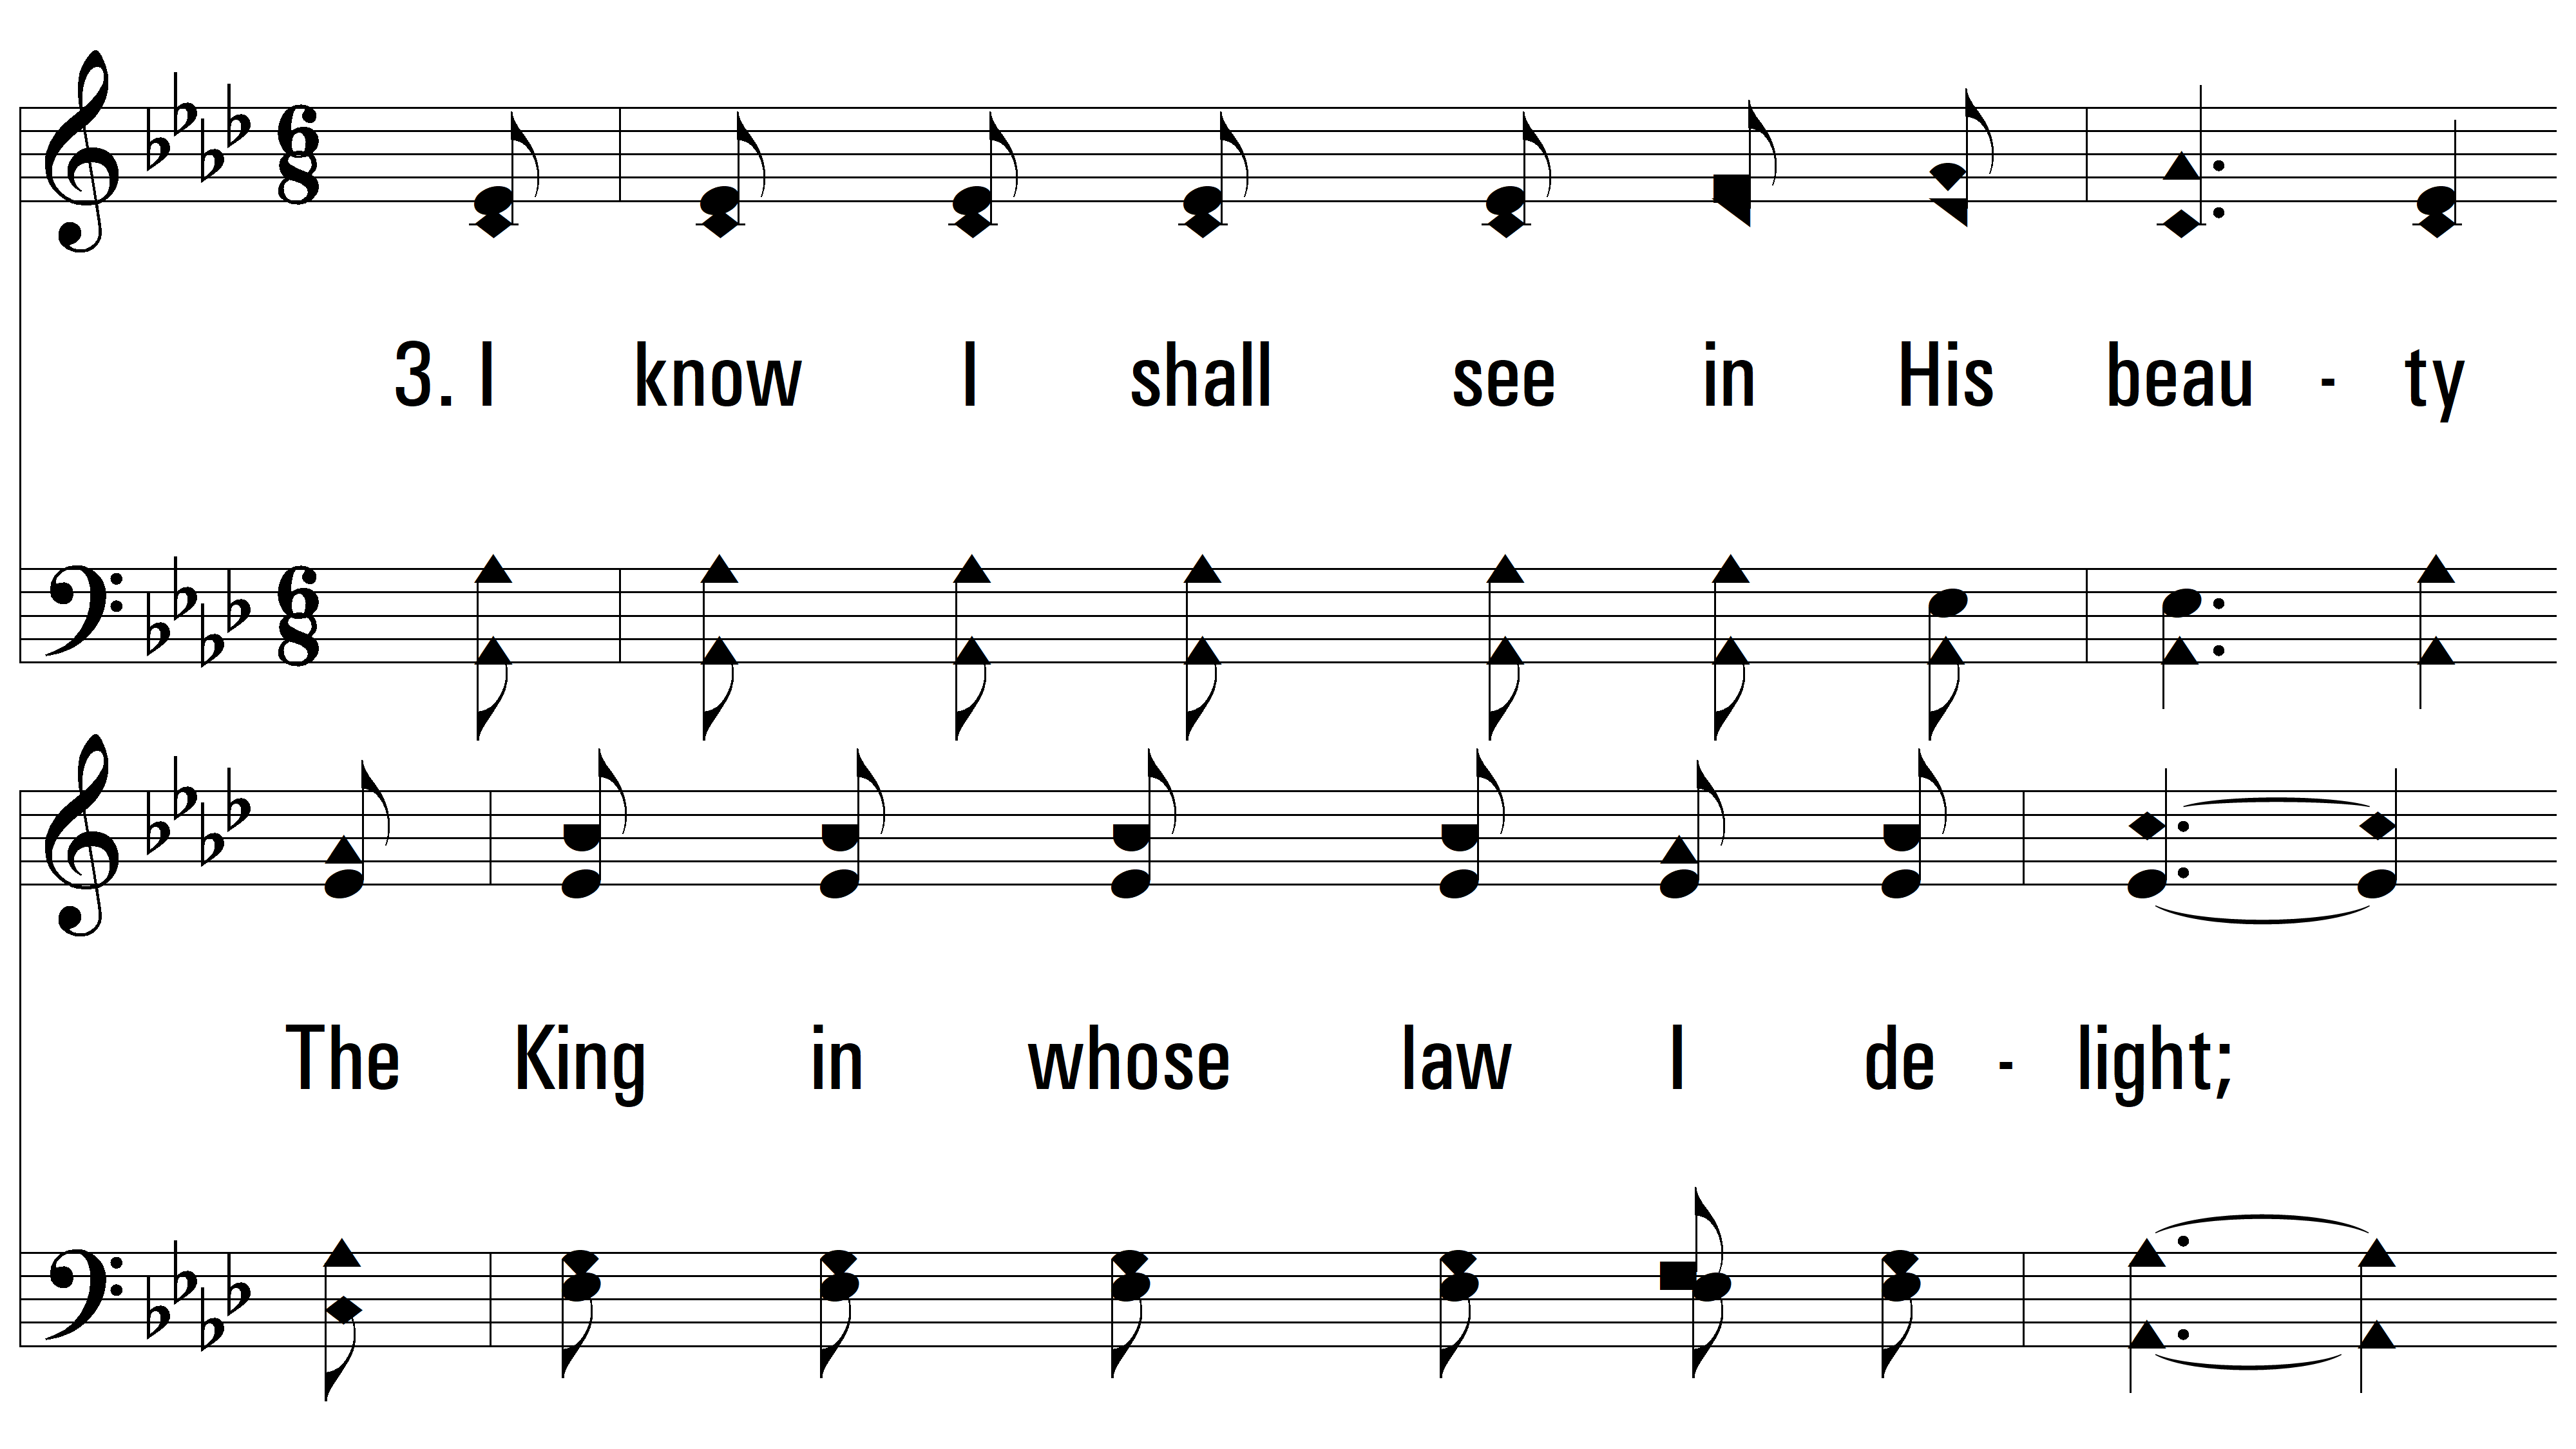 3. I know I shall see in His beau - ty
The King in whose law I de - light;